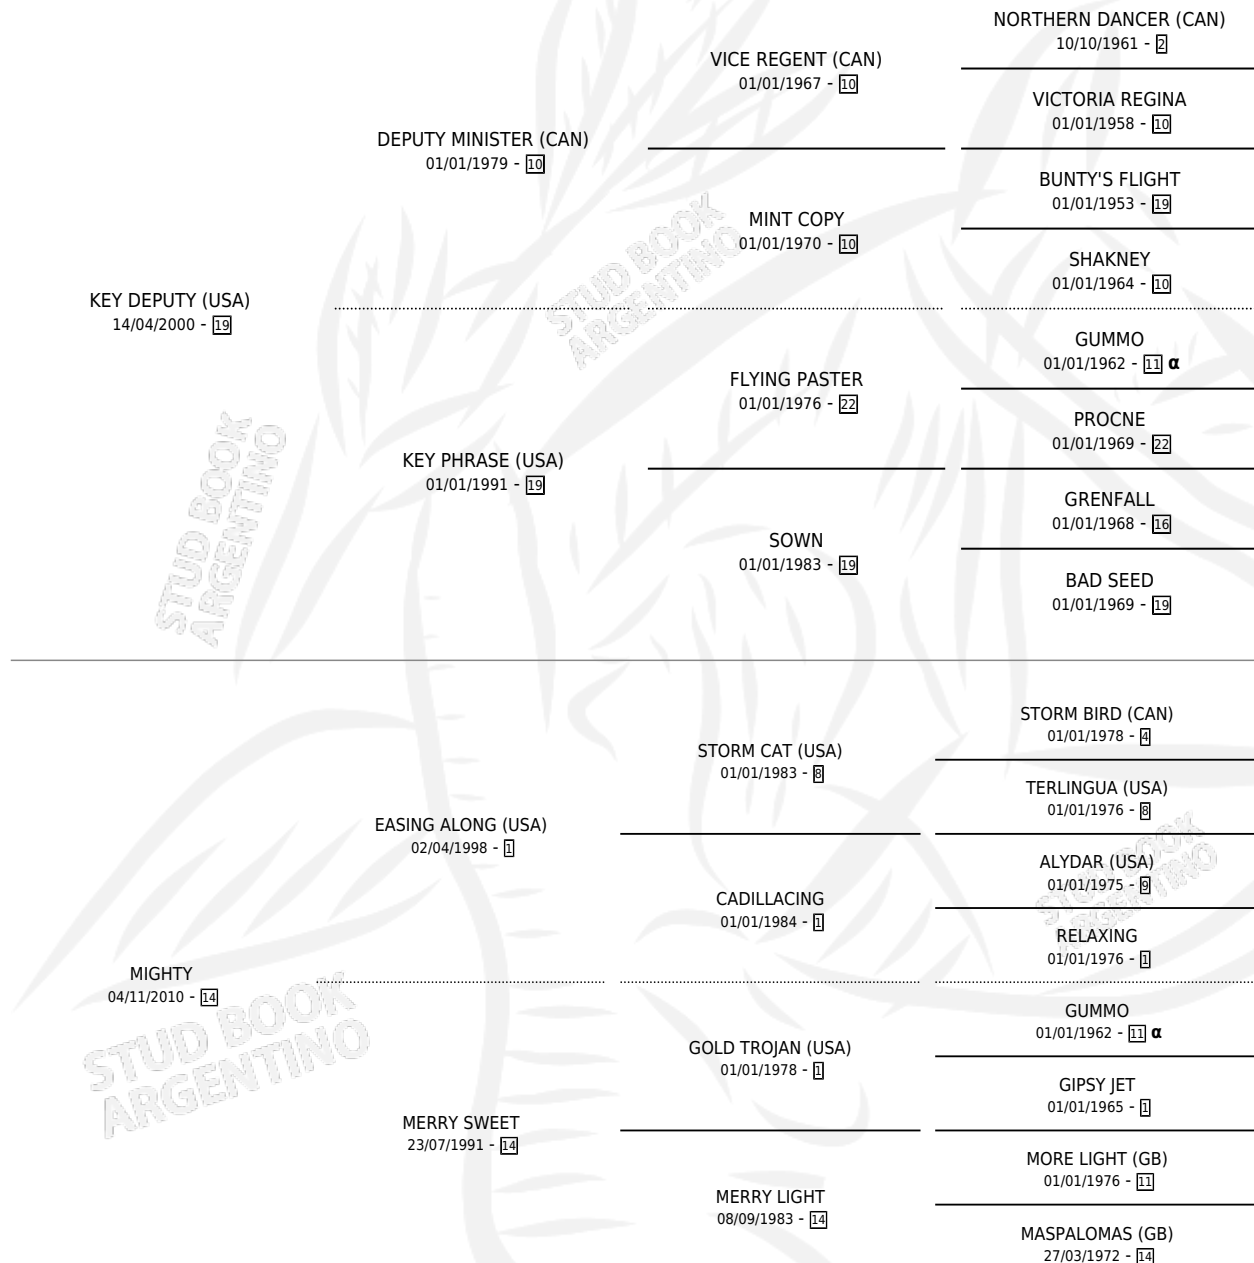 NORTHERN DANCER (CAN)
10/10/1961 - 2
VICE REGENT (CAN)
01/01/1967 - 10
VICTORIA REGINA
01/01/1958 - 10
DEPUTY MINISTER (CAN)
01/01/1979 - 10
BUNTY'S FLIGHT
01/01/1953 - 19
MINT COPY
01/01/1970 - 10
SHAKNEY
01/01/1964 - 10
KEY DEPUTY (USA)
14/04/2000 - 19
GUMMO
01/01/1962 - 11 α
FLYING PASTER
01/01/1976 - 22
PROCNE
01/01/1969 - 22
KEY PHRASE (USA)
01/01/1991 - 19
GRENFALL
01/01/1968 - 16
SOWN
01/01/1983 - 19
BAD SEED
01/01/1969 - 19
STORM BIRD (CAN)
01/01/1978 - 4
STORM CAT (USA)
01/01/1983 - 8
TERLINGUA (USA)
01/01/1976 - 8
EASING ALONG (USA)
02/04/1998 - 1
ALYDAR (USA)
01/01/1975 - 9
CADILLACING
01/01/1984 - 1
RELAXING
01/01/1976 - 1
MIGHTY
04/11/2010 - 14
GUMMO
01/01/1962 - 11 α
GOLD TROJAN (USA)
01/01/1978 - 1
GIPSY JET
01/01/1965 - 1
MERRY SWEET
23/07/1991 - 14
MORE LIGHT (GB)
01/01/1976 - 11
MERRY LIGHT
08/09/1983 - 14
MASPALOMAS (GB)
27/03/1972 - 14
STUD BOOK
ARGENTINO
STUD BOOK
ARGENTINO
STUD BOOK
ARGENTINO
STUD BOOK
ARGENTINO